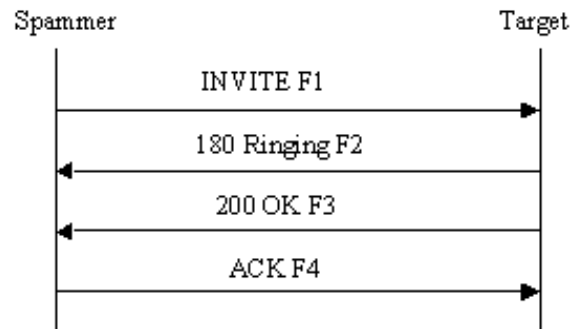 Spammer
Target
INVITE F1
180 Ringing F2
200 OK F3
ACK F4